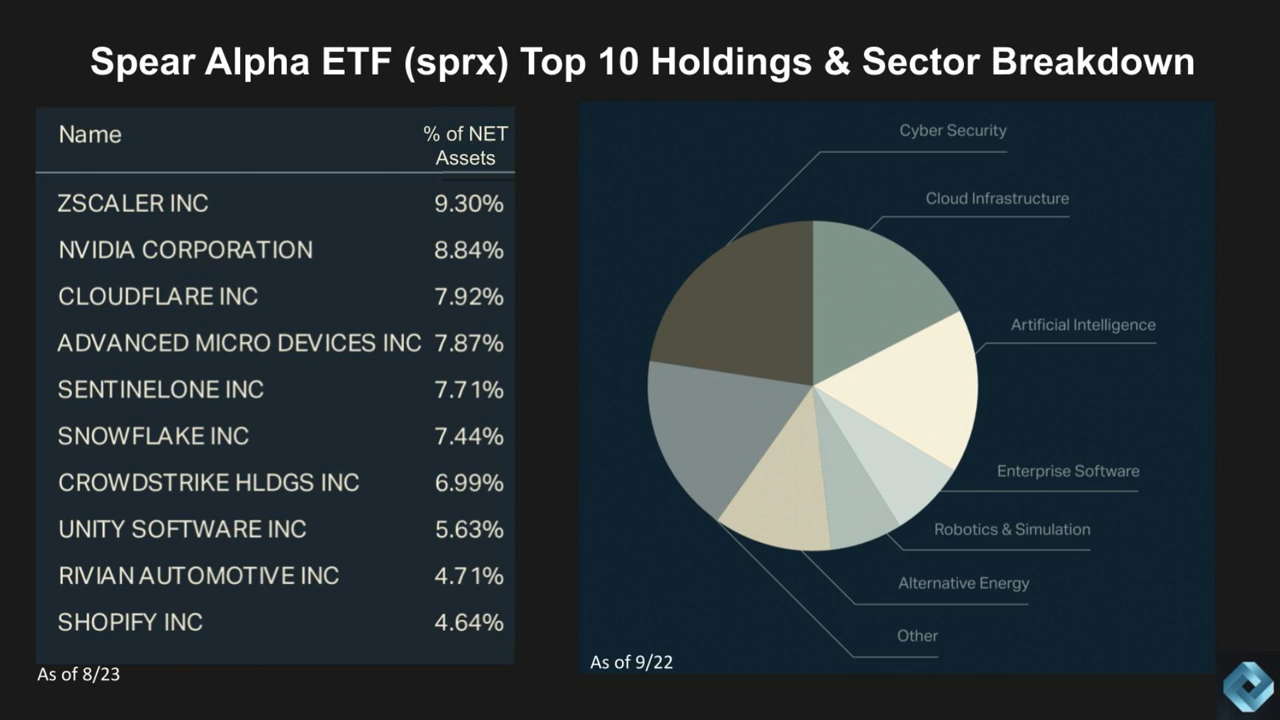 Spear Alpha ETF (sprx) Top 10 Holdings & Sector Breakdown
Name % of NET
Assets
ZSCALER INC 9.30%
NVIDIA CORPORATION 8.84%
CLOUDFLARE INC 7.92%
ADVANCED MICRO DEVICES INC 7.87%
SENTINELONE INC 7.71%
SNOWFLAKE INC 7.44%
CROWDSTRIKE HLDGS INC 6.99%
UNITY SOFTWARE INC 5.63%
RIVIAN AUTOMOTIVE INC 4.71%
SHOPIFY INC 4.64%
As of 8/23
Cyber Security
Cloud Infrastructure
Artificial Intelligence
Enterprise Software
Robotics & Simulation
Alternative Energy
Other
As of 9/22